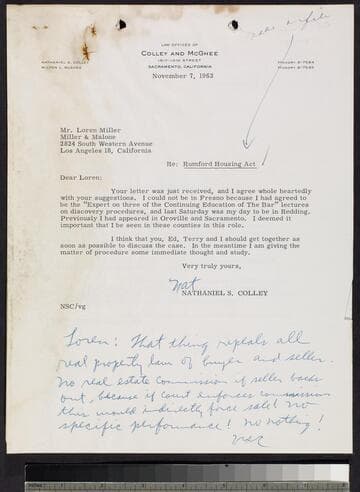 make a file
LAW OFFICES OF
COLLEY AND McGHEE
1617-10TH STREET
SACRAMENTO, CALIFORNIA
NATHANIEL S. COLLEY
MILTON L. McGHEE
November 7, 1963
Mr. Loren Miller
Miller & Malone
2824 South Western Avenue
Los Angeles 18, California
Re: Rumford Housing Act
Dear Loren:
Your letter was just received, and I agree whole heartedly
with your suggestions. I could not be in Fresno because I had agreed to
be the "Expert on three of the Continuing Education of The Bar" lectures
on discovery procedures, and last Saturday was my day to be in Redding.
Previously I had appeared in Oroville and Sacramento. I deemed it
important that I be seen in these counties in this role.
I think that you, Ed, Terry and I should get together as
soon as possible to discuss the case. In the meantime I am giving the
matter of procedure some immediate thought and study.
Very truly yours,
Nat
NATHANIEL S. COLLEY
NSC/vg
Loren: That thing repeals all
real property law of buyer and seller.
No real estate commission if seller backs
out, because if court enforces commission
this would indirectly force sale! No
specific performance! No nothing!
NSC